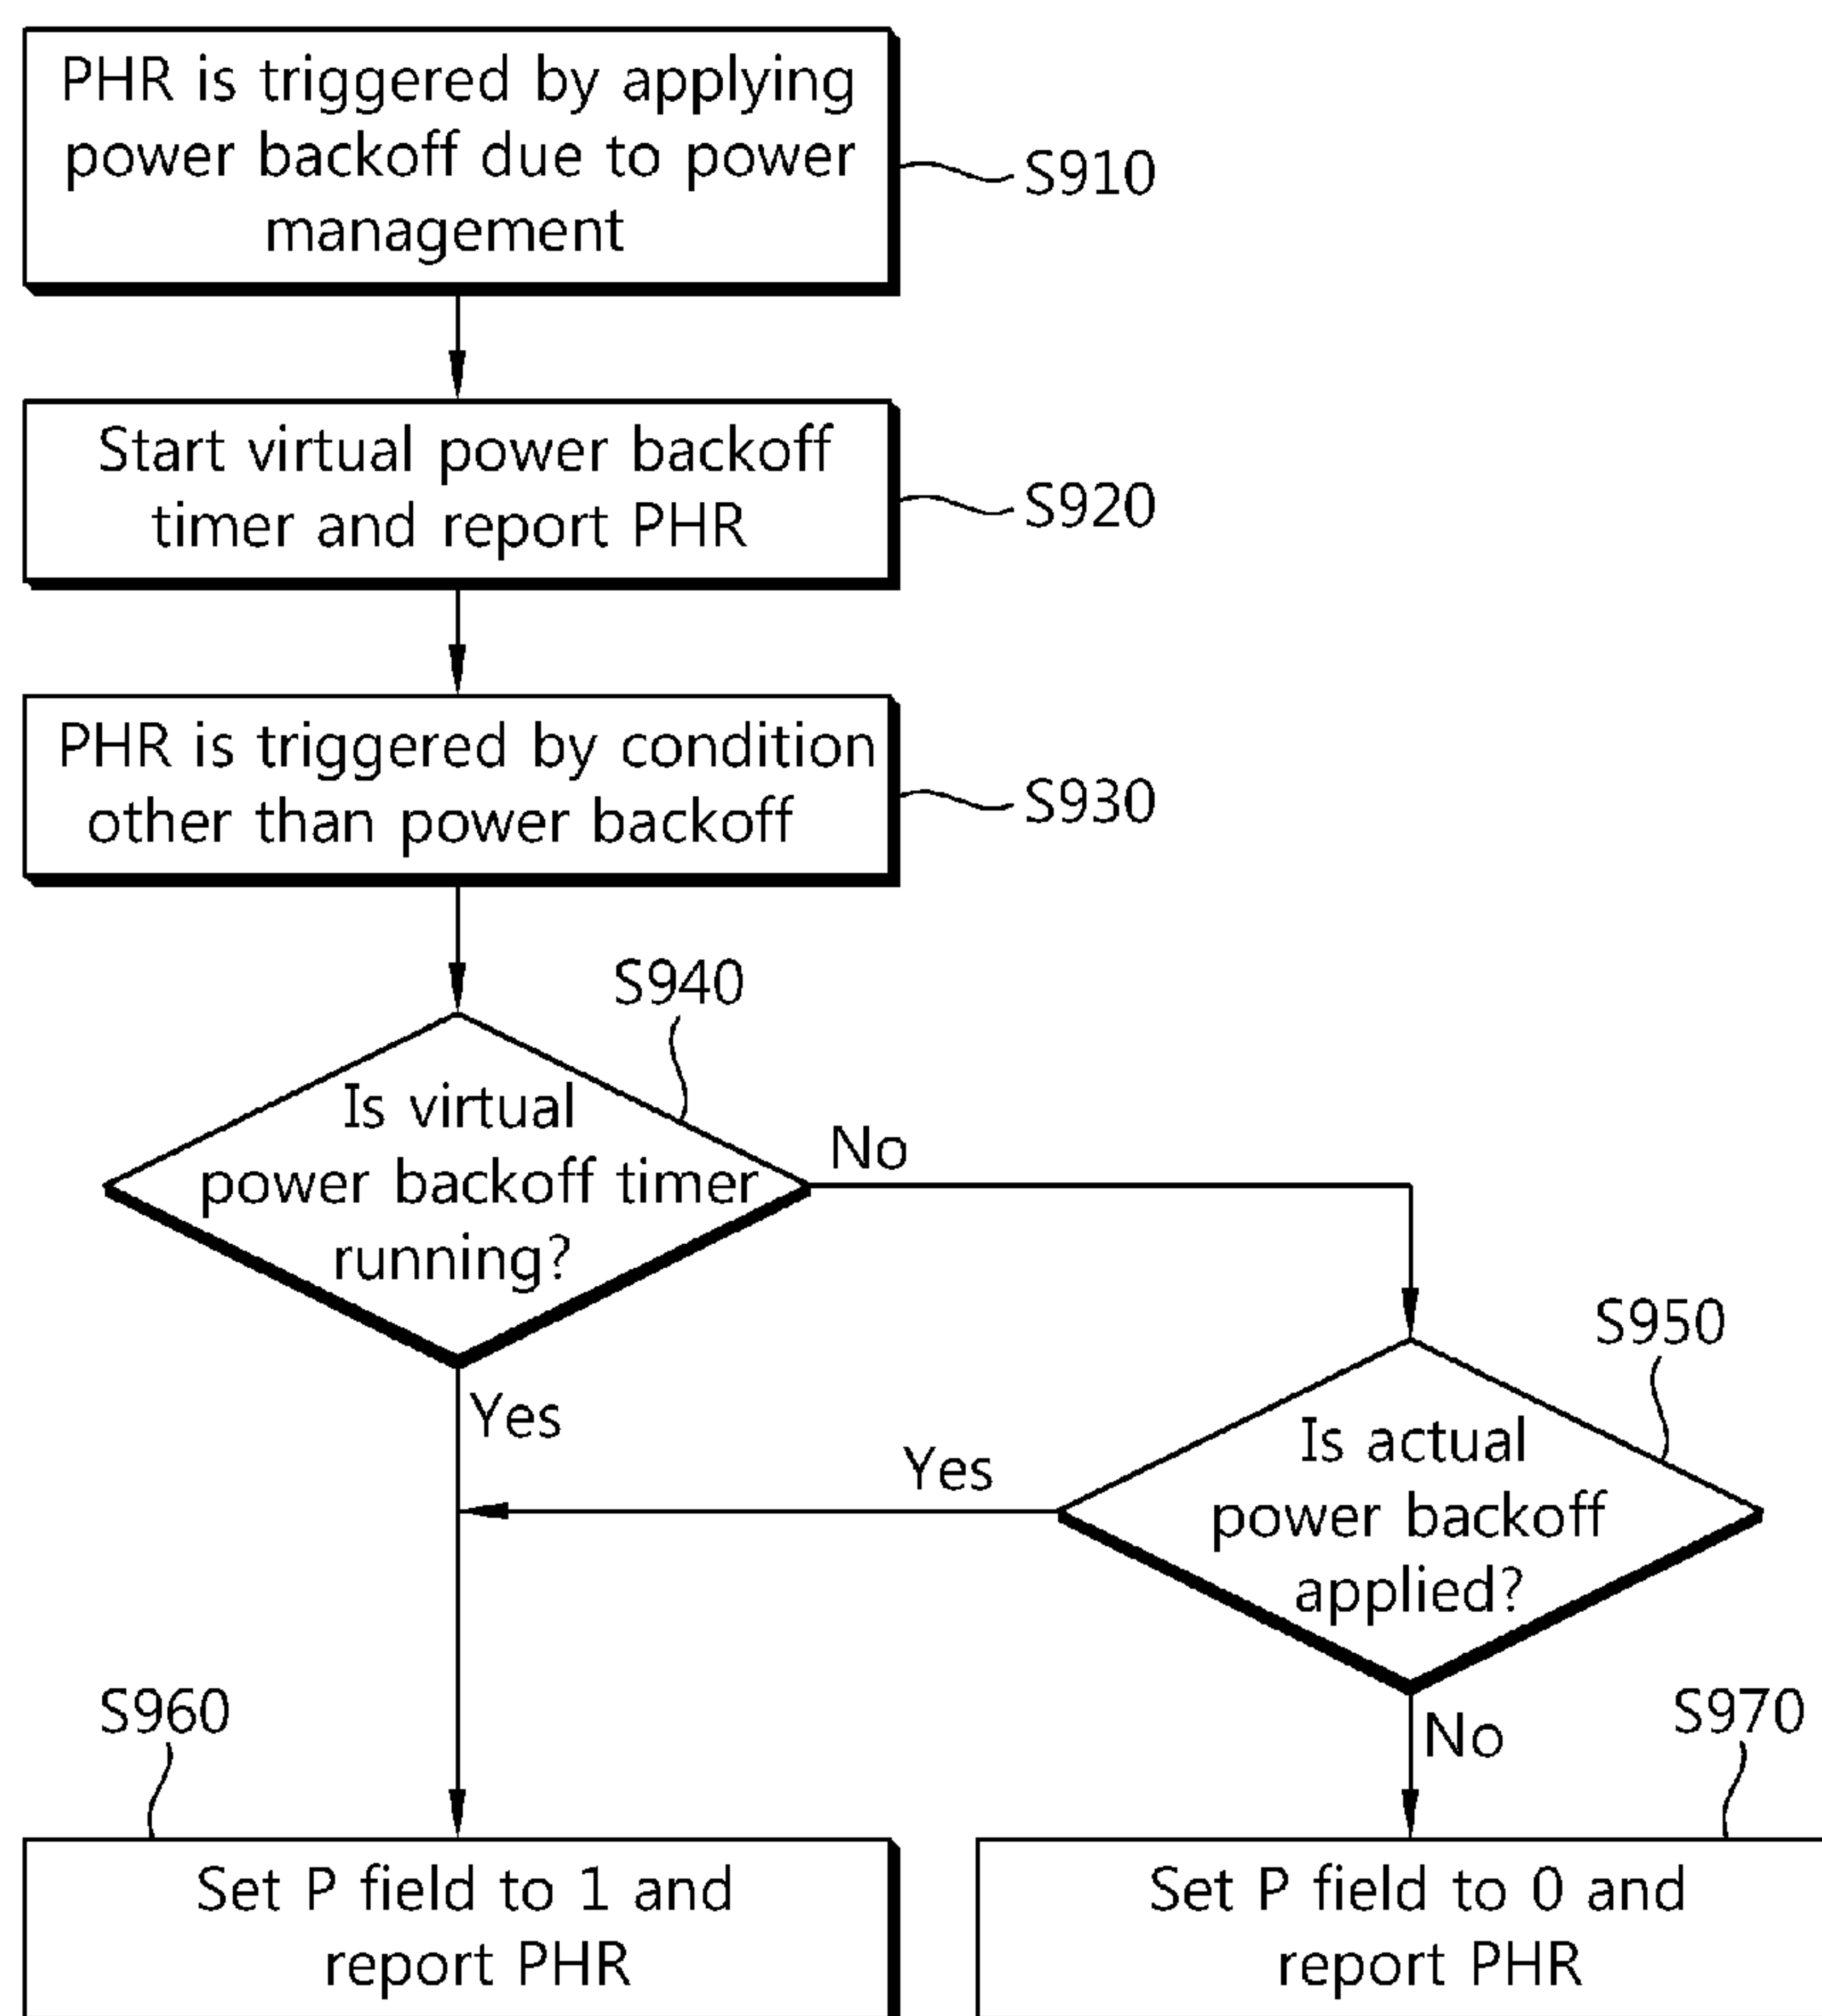 PHR is triggered by applying
power backoff due to power
management
S910
Start virtual power backoff
timer and report PHR
S920
PHR is triggered by condition
other than power backoff
S930
S940
Is virtual
power backoff timer
running?
No
Yes
S950
Is actual
power backoff
applied?
Yes
No
S960
Set P field to 1 and
report PHR
S970
Set P field to 0 and
report PHR